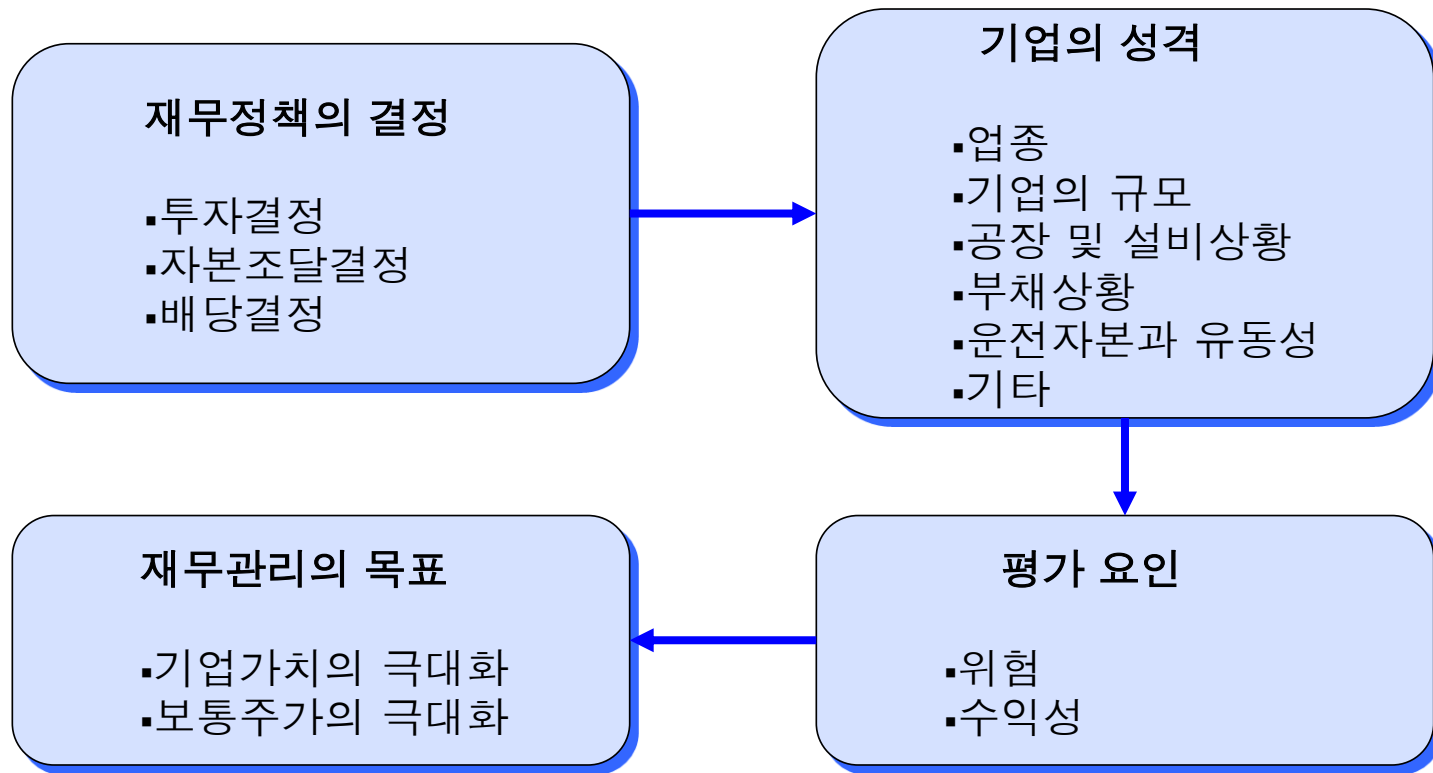 재무정책의 결정
▪투자결정
▪자본조달결정
▪배당결정
기업의 성격
▪업종
▪기업의 규모
▪공장 및 설비상황
▪부채상황
▪운전자본과 유동성
▪기타
평가 요인
▪위험
▪수익성
재무관리의 목표
▪기업가치의 극대화
▪보통주가의 극대화